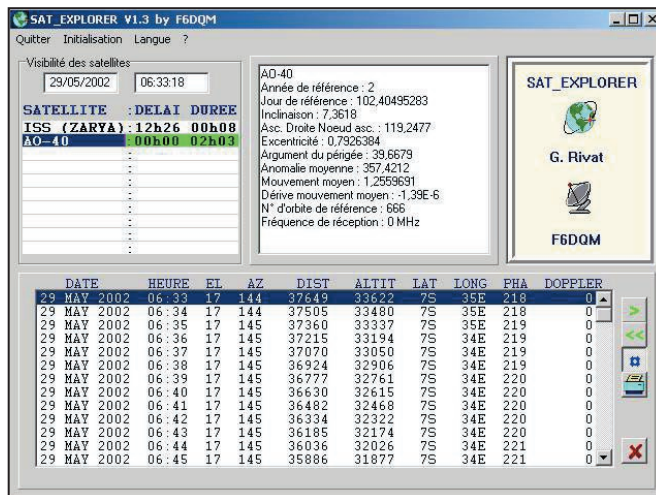 SAT_EXPLORER V1.3 by F6DQM
Quitter Initialisation Langue ?
Visibilité des satellites
29/05/2002 06:33:18
SATELLITE :DELAI DUREE
ISS (ZARYA):12h26 00h08
AO-40 :00h00 02h03
:
:
:
:
:
:
:
:
AO-40
Année de référence : 2
Jour de référence : 102,40495283
Inclinaison : 7,3618
Asc. Droite Noeud asc. : 119,2477
Excentricité : 0,7926384
Argument du périgée : 39,6679
Anomalie moyenne : 357,4212
Mouvement moyen : 1,2559691
Dérive mouvement moyen : -1,39E-6
N° d'orbite de référence : 666
Fréquence de réception : 0 MHz
SAT_EXPLORER
G. Rivat
F6DQM
DATE HEURE EL AZ DIST ALTIT LAT LONG PHA DOPPLER
29 MAY 2002 06:33 17 144 37649 33622 7S 35E 218 0
29 MAY 2002 06:34 17 144 37505 33480 7S 35E 218 0
29 MAY 2002 06:35 17 145 37360 33337 7S 35E 219 0
29 MAY 2002 06:36 17 145 37215 33194 7S 34E 219 0
29 MAY 2002 06:37 17 145 37070 33050 7S 34E 219 0
29 MAY 2002 06:38 17 145 36924 32906 7S 34E 219 0
29 MAY 2002 06:39 17 145 36777 32761 7S 34E 220 0
29 MAY 2002 06:40 17 145 36630 32615 7S 34E 220 0
29 MAY 2002 06:41 17 145 36482 32468 7S 34E 220 0
29 MAY 2002 06:42 17 145 36334 32322 7S 34E 220 0
29 MAY 2002 06:43 17 145 36185 32174 7S 34E 220 0
29 MAY 2002 06:44 17 145 36036 32026 7S 34E 221 0
29 MAY 2002 06:45 17 145 35886 31877 7S 34E 221 0